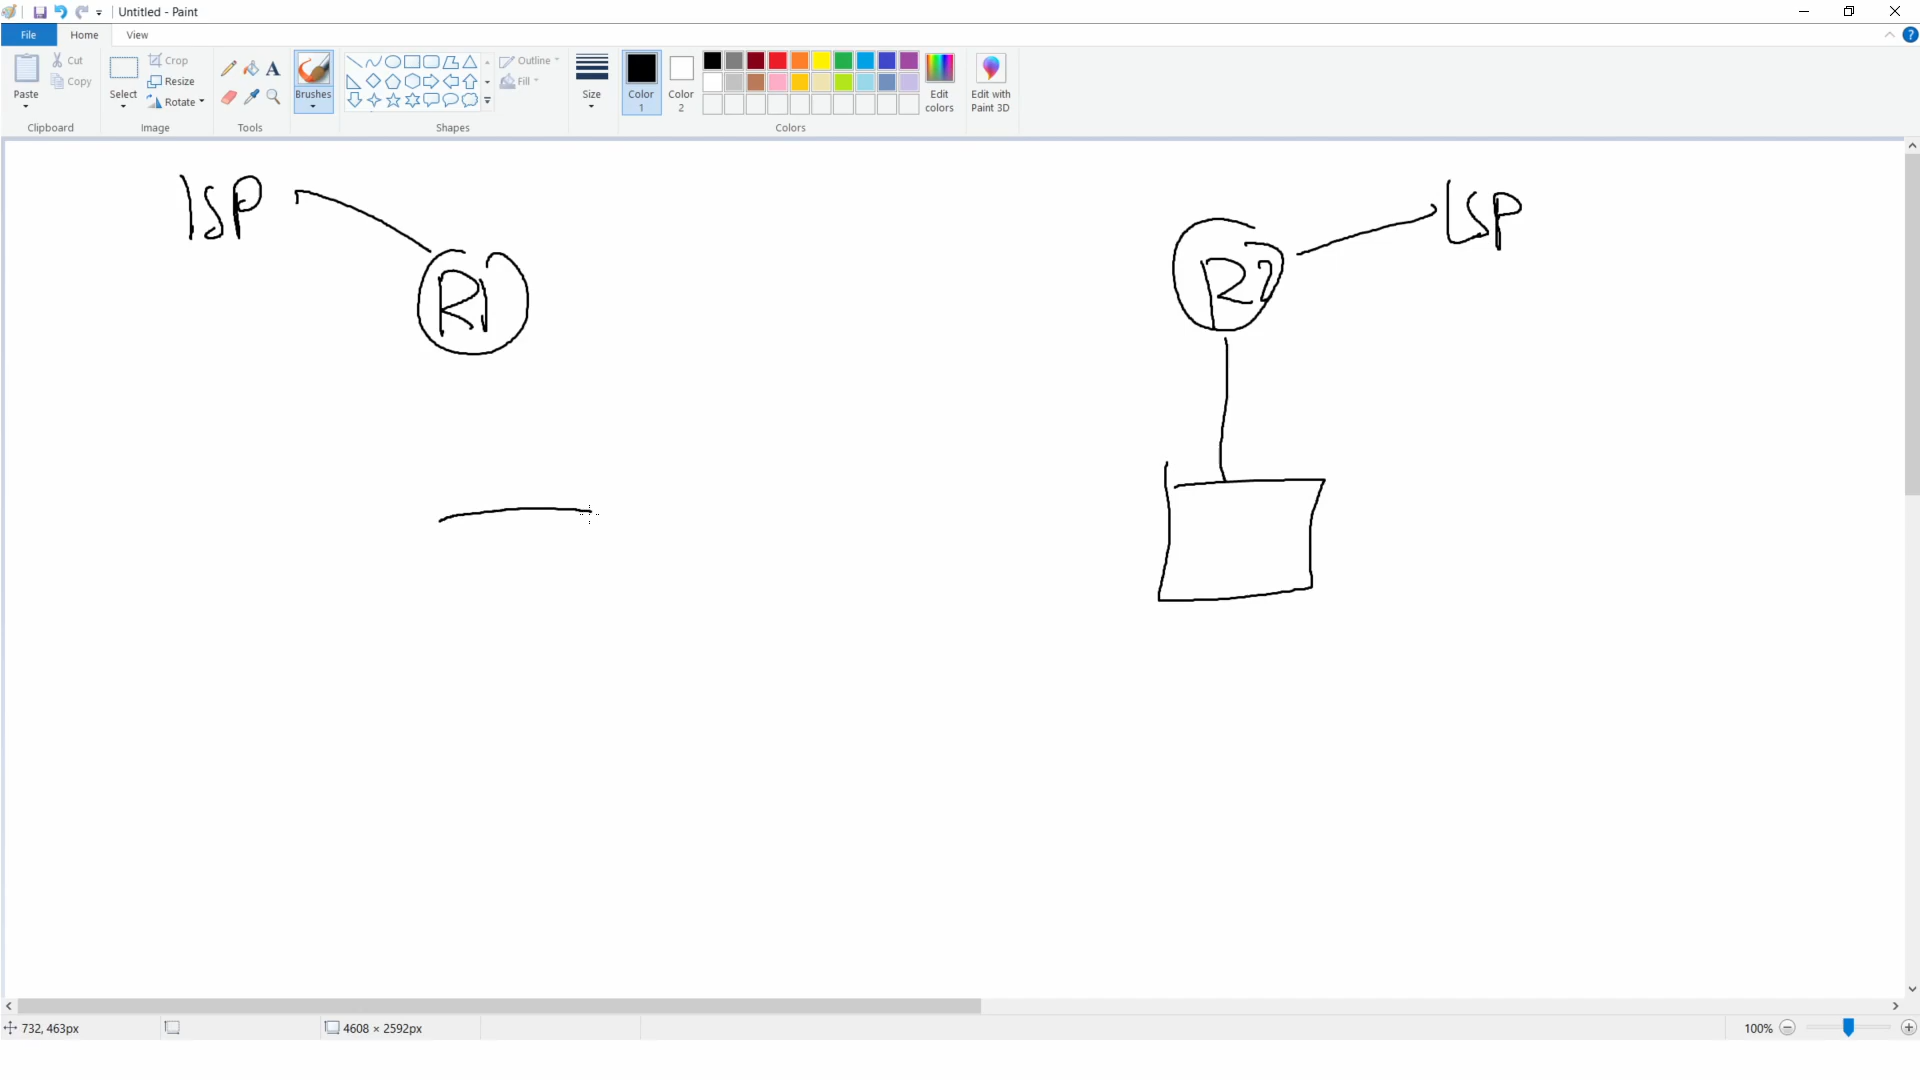 Untitled - Paint
File Home View
Paste
Cut
Copy
Clipboard
Select
Crop
Resize
Rotate
Image
Tools
Brushes
Shapes
Outline
Fill
Size
Color 1
Color 2
Edit colors
Colors
Edit with Paint 3D
ISP
ISP
R1
R2
732, 463px
4608 × 2592px
100%